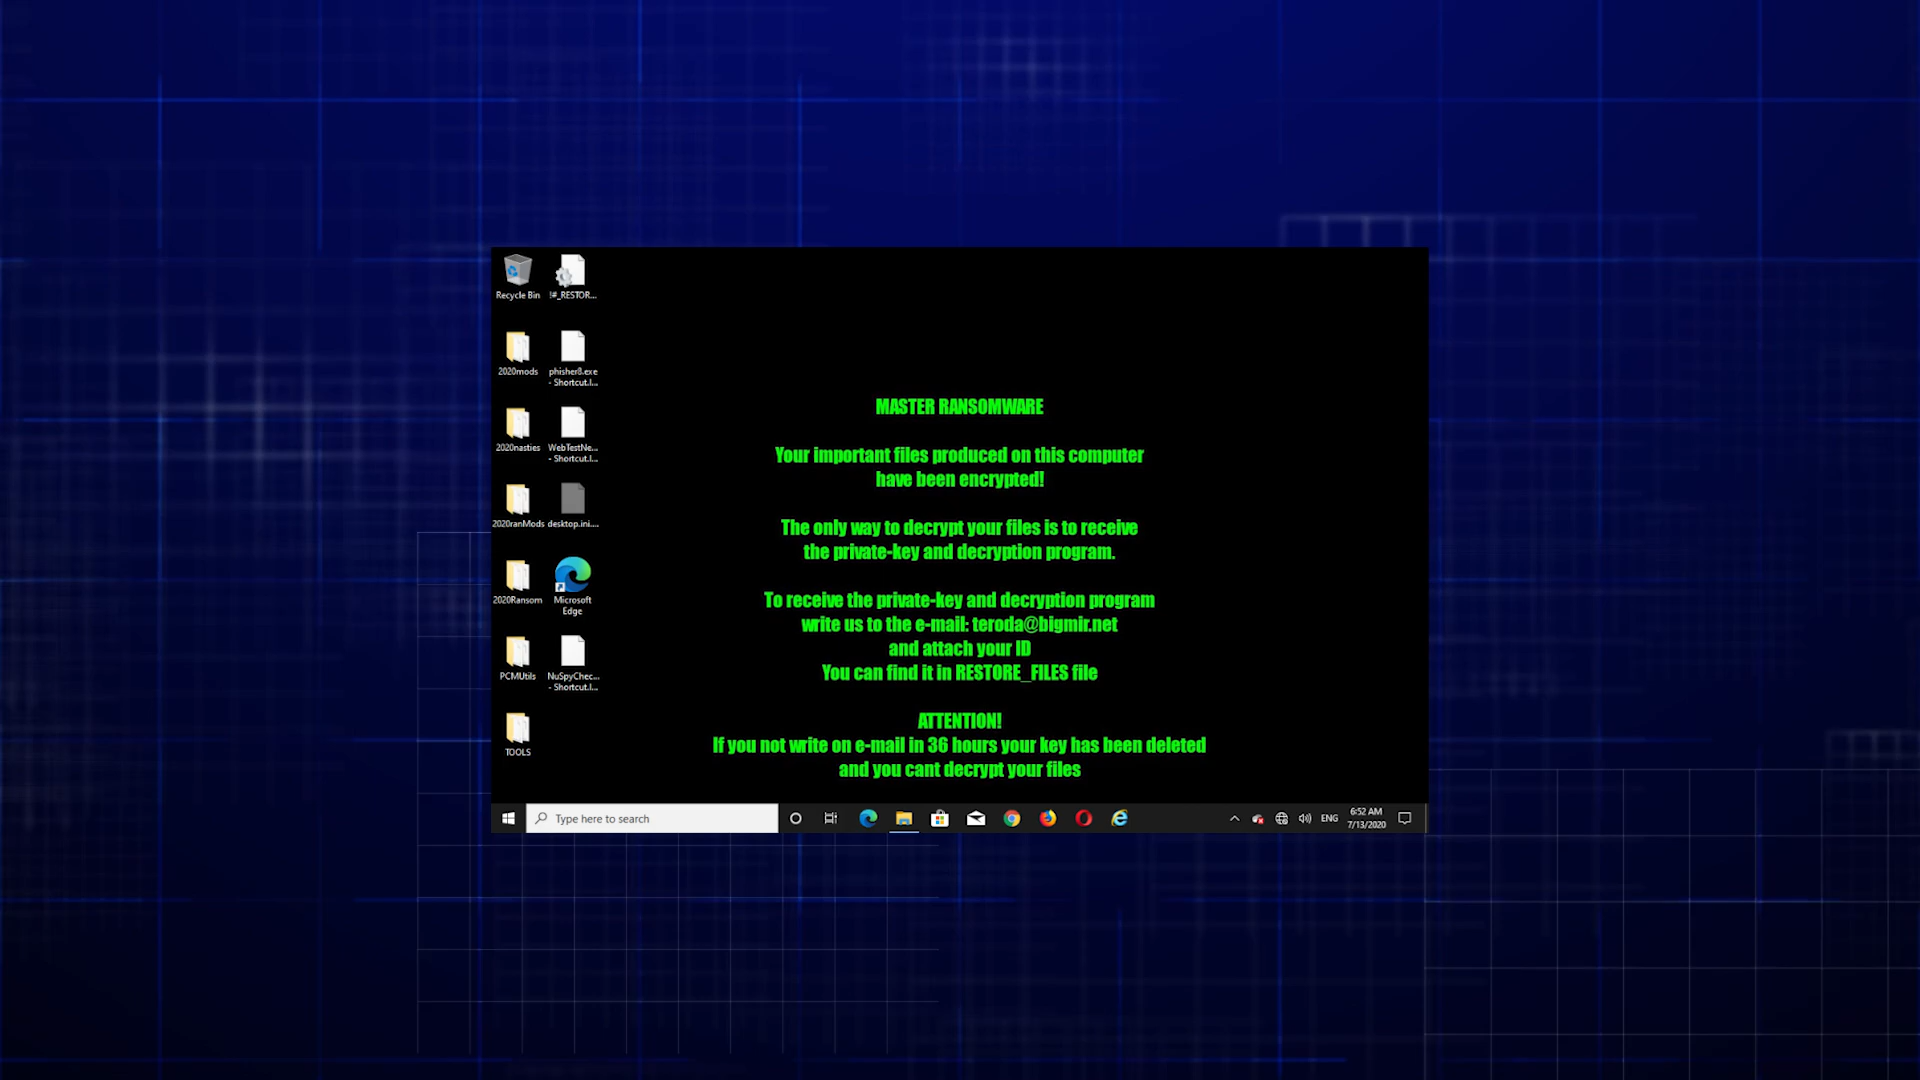 Recycle Bin
!#_RESTOR...
2020mods
phisher8.exe
- Shortcut.l...
2020nasties
WebTestNe...
- Shortcut.l...
2020ranMods
desktop.ini....
2020Ransom
Microsoft
Edge
PCMUtils
NuSpyChec...
- Shortcut.l...
TOOLS
MASTER RANSOMWARE
Your important files produced on this computer
have been encrypted!
The only way to decrypt your files is to receive
the private-key and decryption program.
To receive the private-key and decryption program
write us to the e-mail: teroda@bigmir.net
and attach your ID
You can find it in RESTORE_FILES file
ATTENTION!
If you not write on e-mail in 36 hours your key has been deleted
and you cant decrypt your files
Type here to search
ENG
6:52 AM
7/13/2020